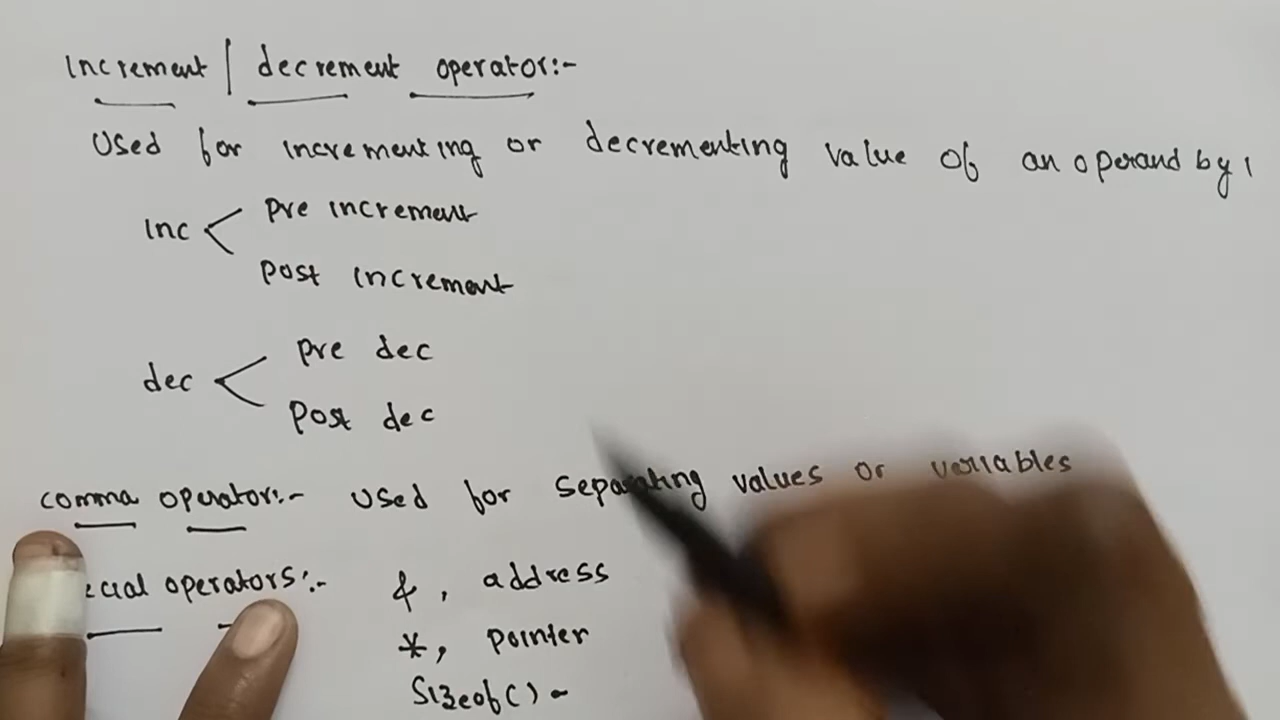 Increment | decrement operator:-
Used for incrementing or decrementing value of an operand by 1
Inc
Pre increment
Post increment
dec
Pre dec
Post dec
Comma operator:- Used for separating values or variables
operators:- &, address
*, Pointer
Sizeof() -